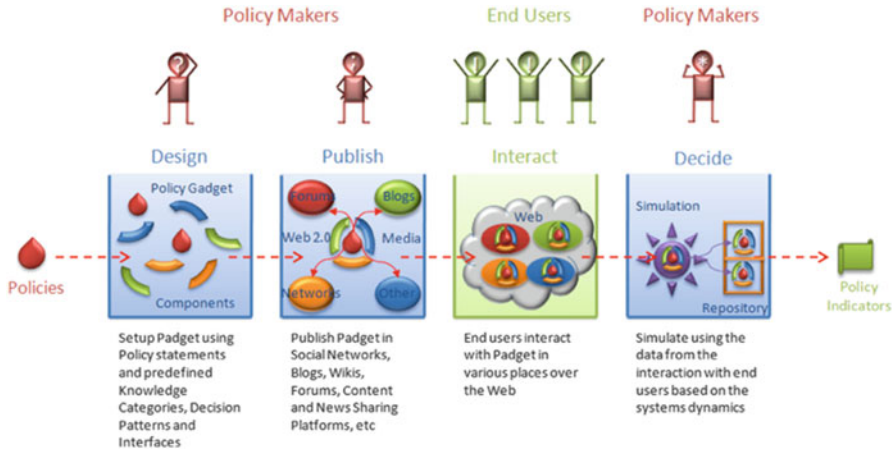 Policy Makers
End Users
Policy Makers
?
¿
!
!
!
*
Design
Publish
Interact
Decide
Policy Gadget
Components
Forums
Blogs
Web 2.0
Media
Networks
Other
Web
Simulation
Repository
Policies
Policy
Indicators
Setup Padget using
Policy statements
and predefined
Knowledge
Categories, Decision
Patterns and
Interfaces
Publish Padget in
Social Networks,
Blogs, Wikis,
Forums, Content
and News Sharing
Platforms, etc
End users interact
with Padget in
various places over
the Web
Simulate using the
data from the
interaction with end
users based on the
systems dynamics